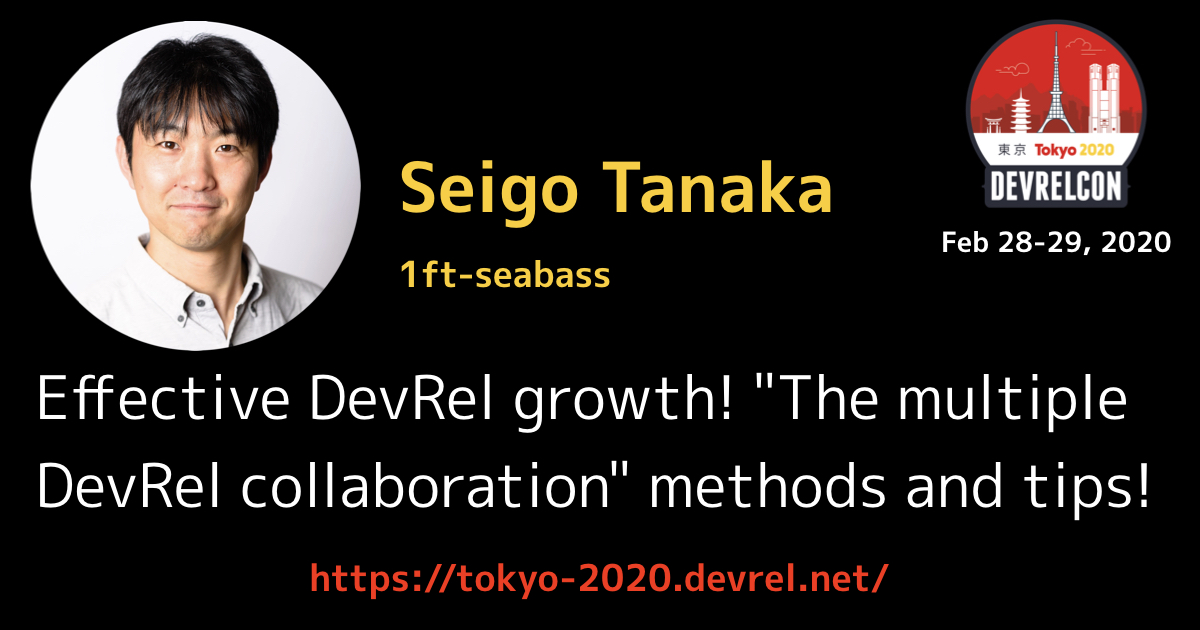 Seigo Tanaka
1ft-seabass
東京 Tokyo 2020
DEVRELCON
Feb 28-29, 2020
Effective DevRel growth! "The multiple
DevRel collaboration" methods and tips!
https://tokyo-2020.devrel.net/